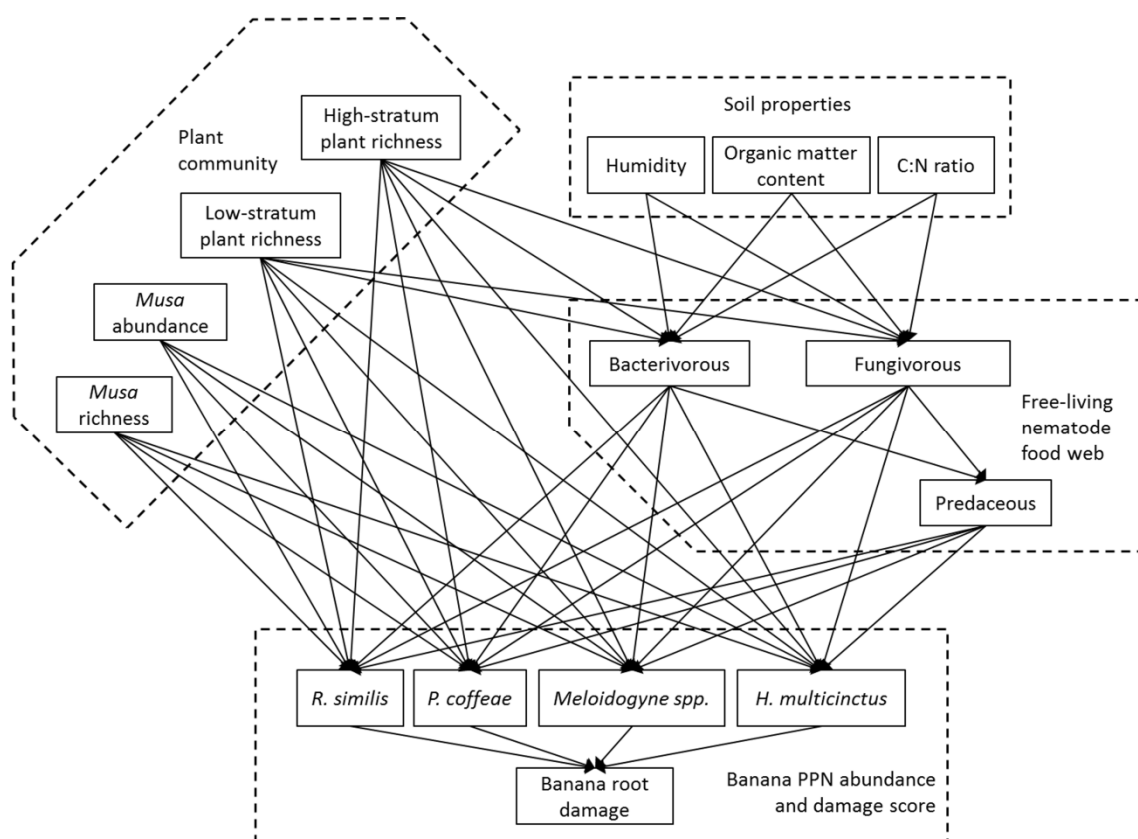 Plant
community
High-stratum
plant richness
Low-stratum
plant richness
Musa
abundance
Musa
richness
Soil properties
Humidity
Organic matter
content
C:N ratio
Bacterivorous
Fungivorous
Free-living
nematode
food web
Predaceous
R. similis
P. coffeae
Meloidogyne spp.
H. multicinctus
Banana root
damage
Banana PPN abundance
and damage score